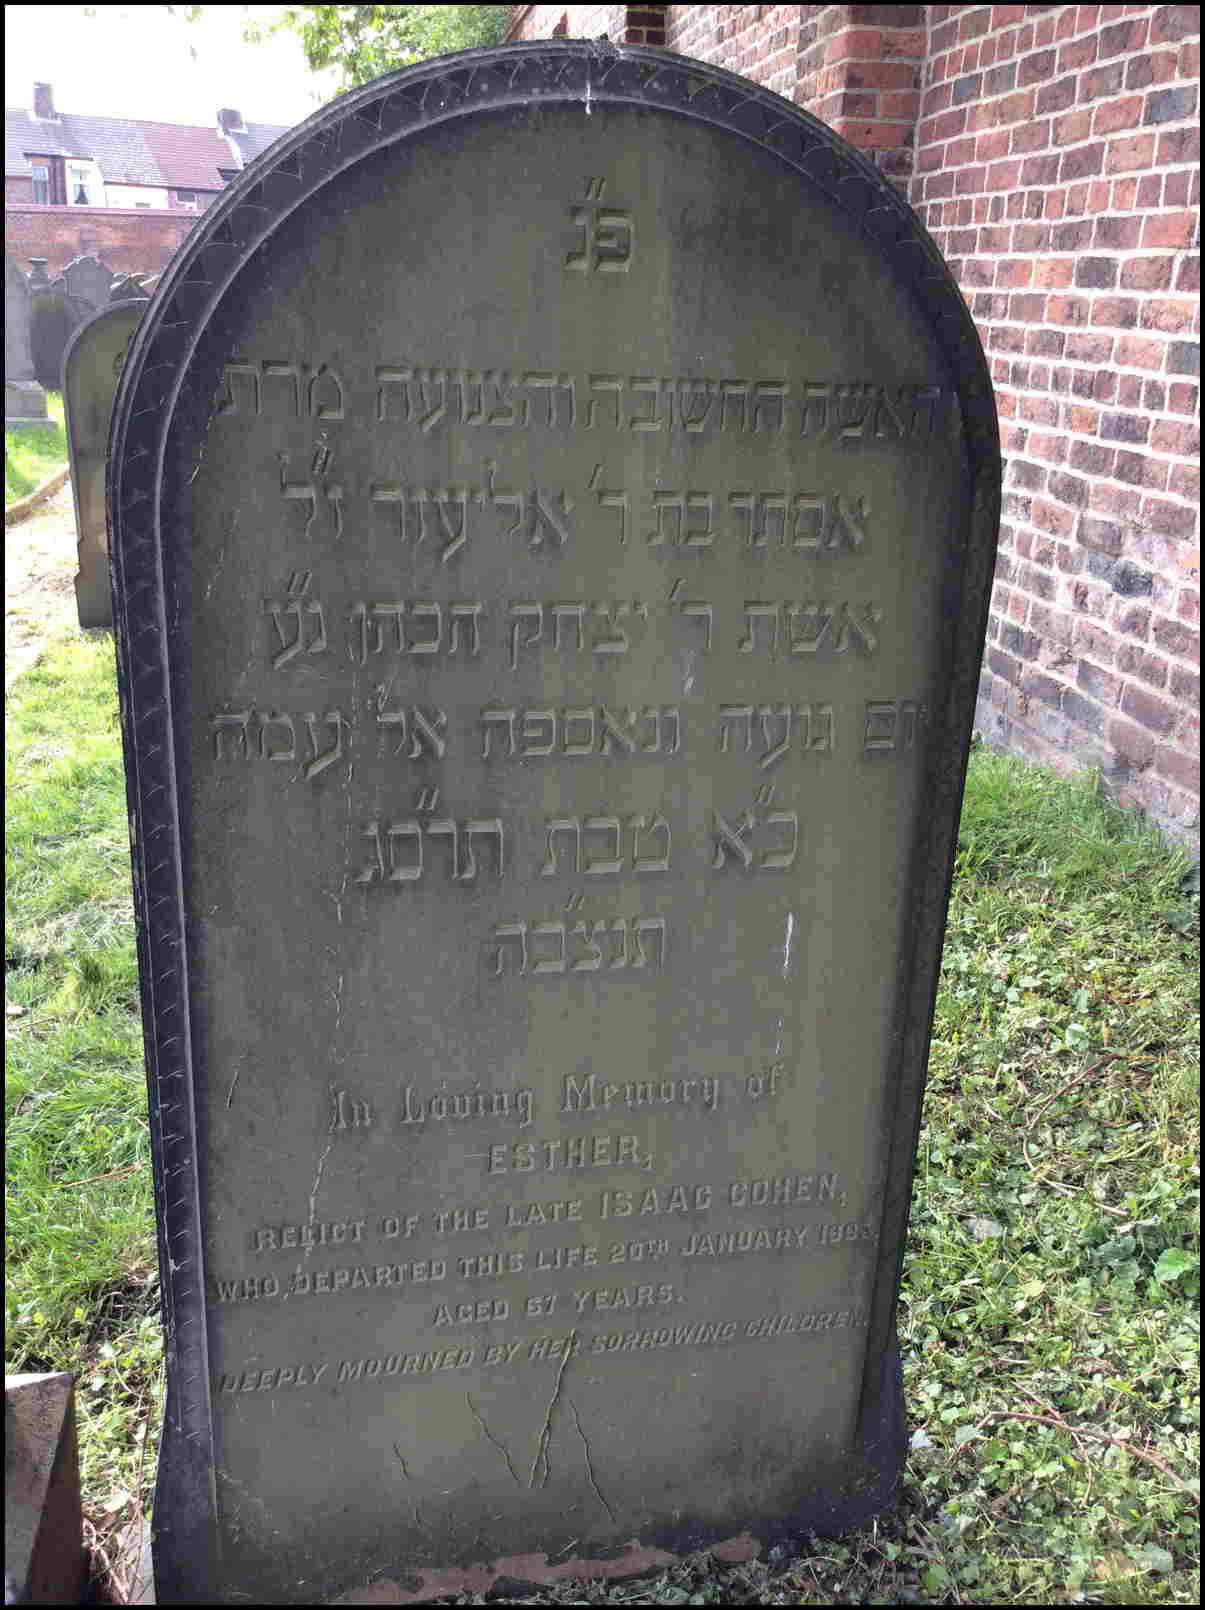 פ״נ
האשה החשובה והצנועה מרת
אסתר בת ר׳ אליעזר ז״ל
אשת ר׳ יצחק הכהן נ״ע
יום גועה ונאספה אל עמה
כ״א טבת תרס״ג
תנצב״ה
In Loving Memory of
ESTHER,
RELICT OF THE LATE ISAAC COHEN,
WHO DEPARTED THIS LIFE 20TH JANUARY
AGED 67 YEARS.
DEEPLY MOURNED BY HER SORROWING CHILDREN.